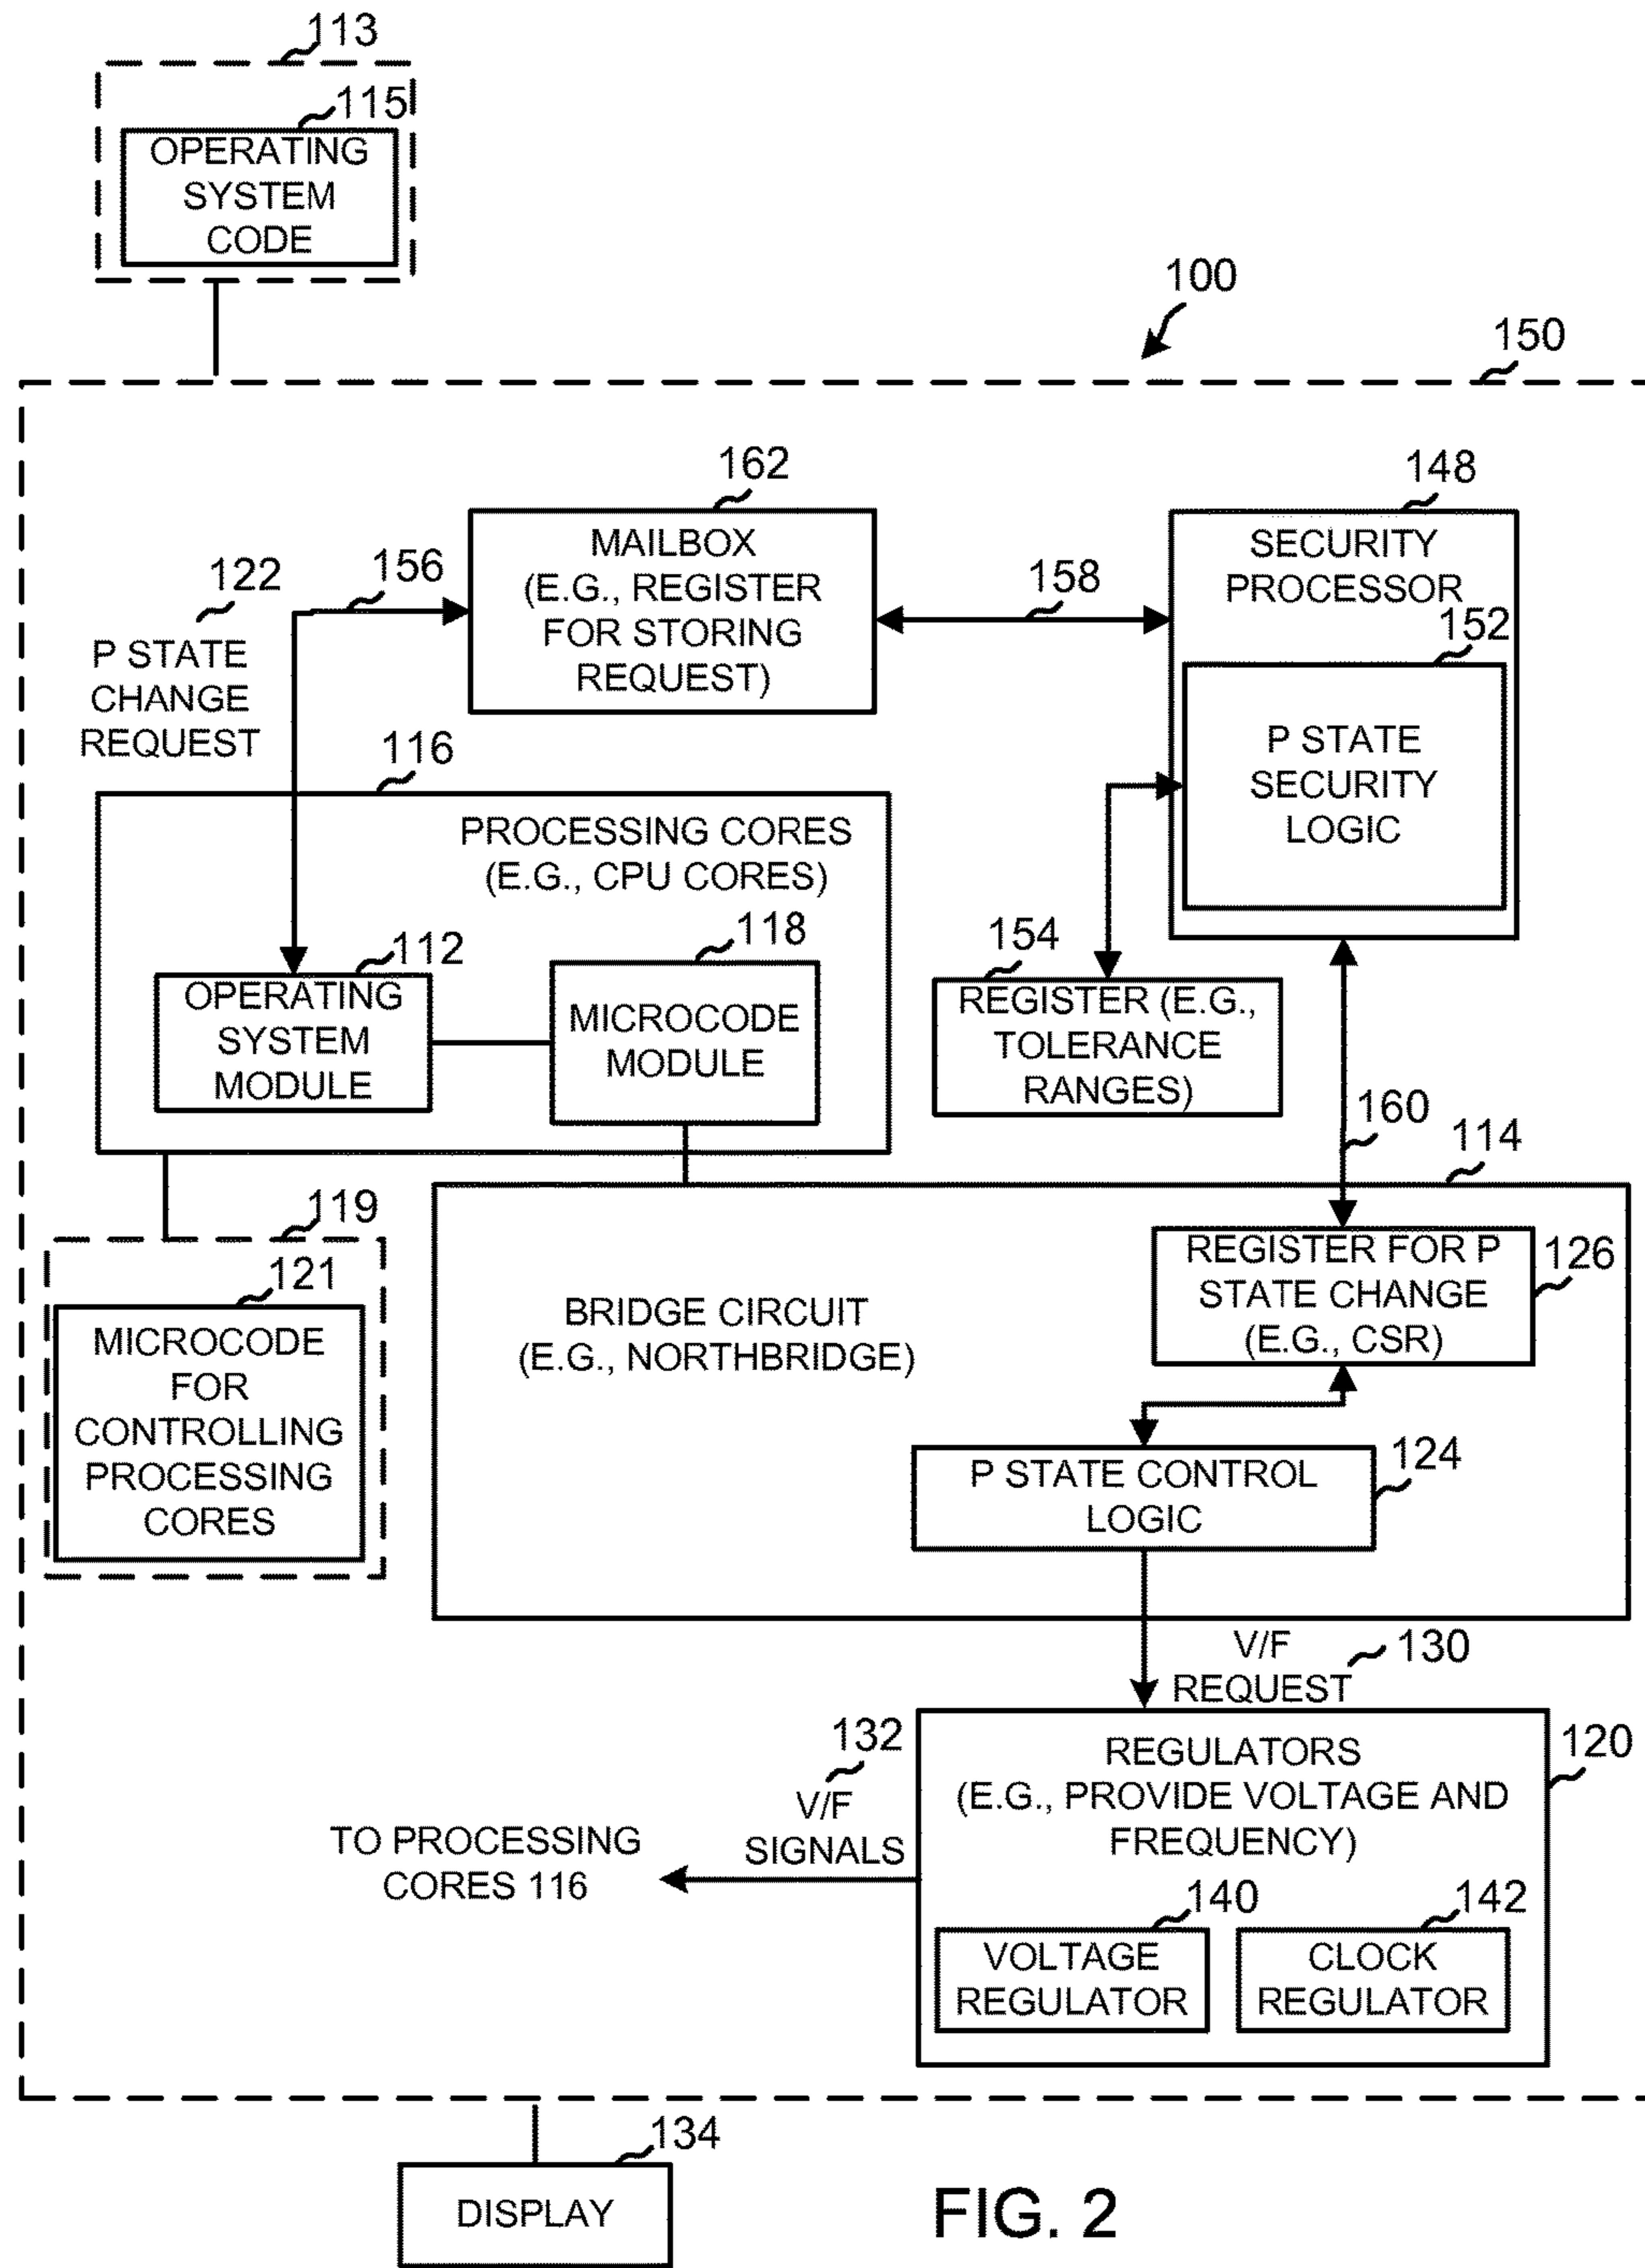 113
115
OPERATING
SYSTEM
CODE
100
150
162
MAILBOX
(E.G., REGISTER
FOR STORING
REQUEST)
148
SECURITY
PROCESSOR
122
156
158
P STATE
CHANGE
REQUEST
152
P STATE
SECURITY
LOGIC
116
PROCESSING CORES
(E.G., CPU CORES)
118
112
OPERATING
SYSTEM
MODULE
MICROCODE
MODULE
154
REGISTER (E.G.,
TOLERANCE
RANGES)
160
114
119
121
MICROCODE
FOR
CONTROLLING
PROCESSING
CORES
BRIDGE CIRCUIT
(E.G., NORTHBRIDGE)
REGISTER FOR P
STATE CHANGE
(E.G., CSR)
126
P STATE CONTROL
LOGIC
124
V/F
REQUEST
130
132
V/F
SIGNALS
TO PROCESSING
CORES 116
REGULATORS
(E.G., PROVIDE VOLTAGE AND
FREQUENCY)
120
140
VOLTAGE
REGULATOR
142
CLOCK
REGULATOR
134
DISPLAY
FIG. 2